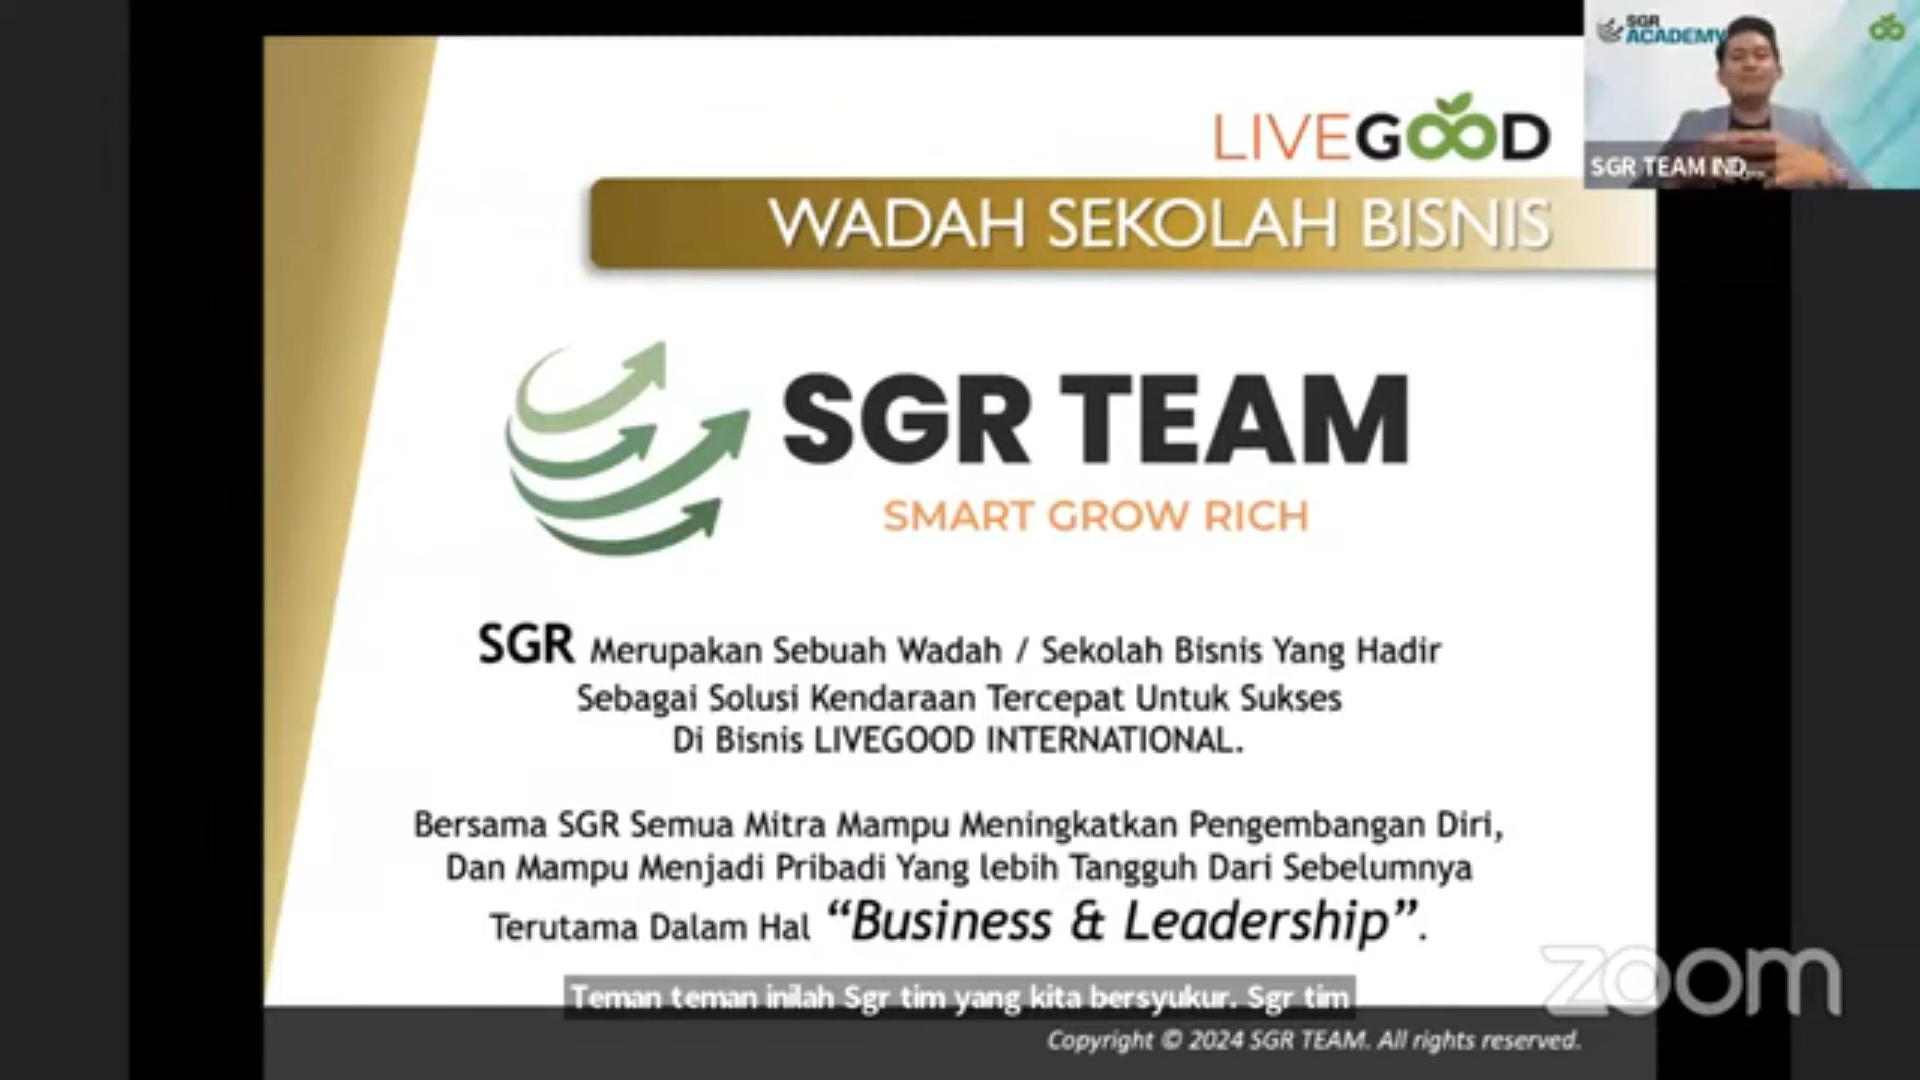 SGR
ACADEMY
SGR TEAM IND...
LIVEGOOD
WADAH SEKOLAH BISNIS
SGR TEAM
SMART GROW RICH
SGR Merupakan Sebuah Wadah / Sekolah Bisnis Yang Hadir
Sebagai Solusi Kendaraan Tercepat Untuk Sukses
Di Bisnis LIVEGOOD INTERNATIONAL.
Bersama SGR Semua Mitra Mampu Meningkatkan Pengembangan Diri,
Dan Mampu Menjadi Pribadi Yang lebih Tangguh Dari Sebelumnya
Terutama Dalam Hal “Business & Leadership”.
Teman teman inilah Sgr tim yang kita bersyukur. Sgr tim
zoom
Copyright © 2024 SGR TEAM. All rights reserved.